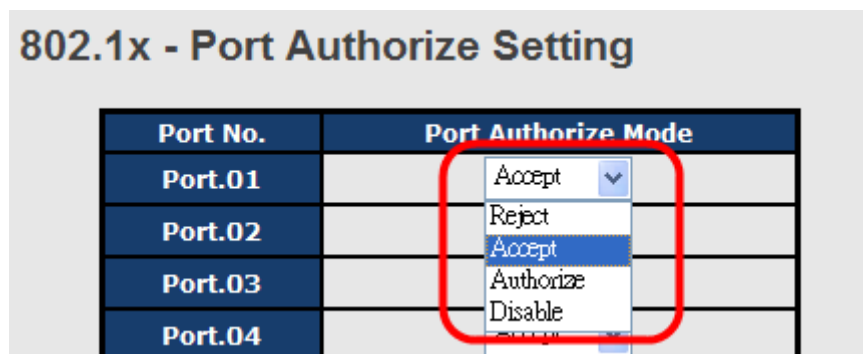 802.1x - Port Authorize Setting
Port No. Port Authorize Mode
Port.01 Accept
Port.02 Reject
Accept
Port.03 Authorize
Disable
Port.04